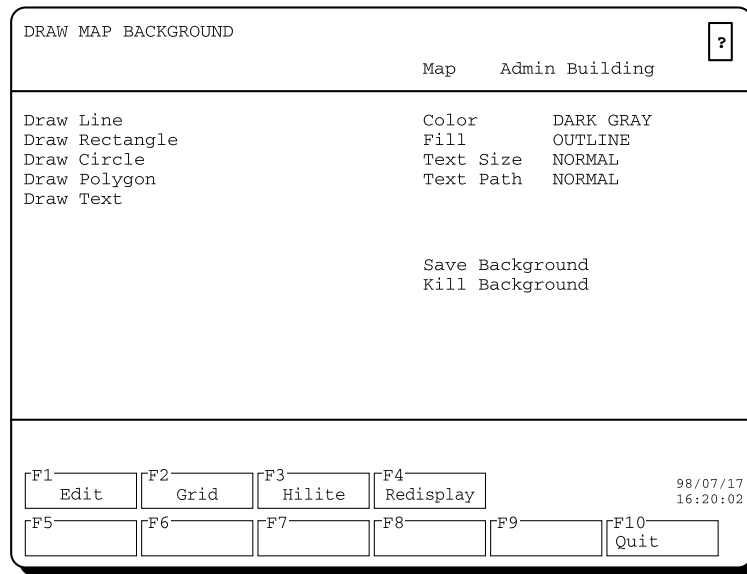 DRAW MAP BACKGROUND
?
Map Admin Building
Draw Line Color DARK GRAY
Draw Rectangle Fill OUTLINE
Draw Circle Text Size NORMAL
Draw Polygon Text Path NORMAL
Draw Text
Save Background
Kill Background
F1 F2 F3 F4
Edit Grid Hilite Redisplay
98/07/17
16:20:02
F5 F6 F7 F8 F9 F10
Quit